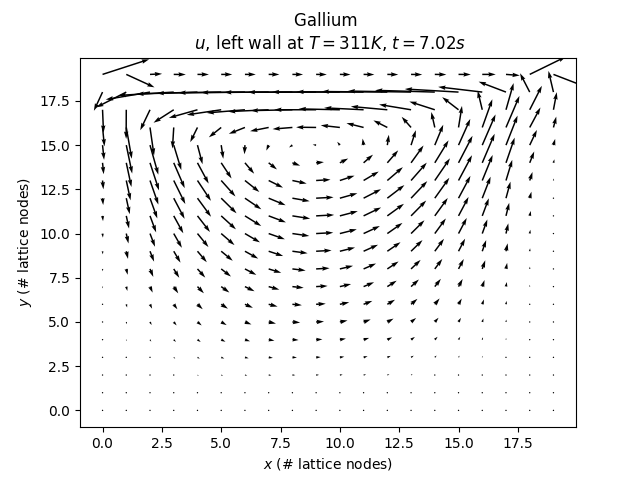 Gallium
u, left wall at T = 311K, t = 7.02s
17.5
15.0
12.5
10.0
7.5
5.0
2.5
0.0
y (# lattice nodes)
0.0 2.5 5.0 7.5 10.0 12.5 15.0 17.5
x (# lattice nodes)